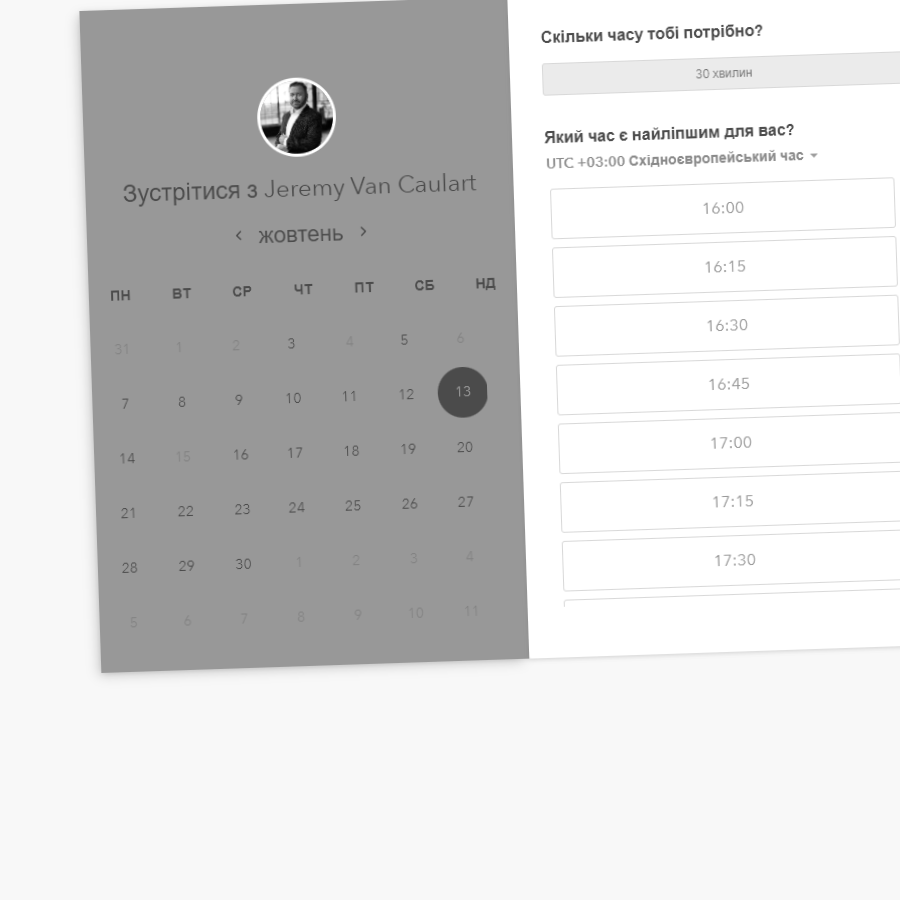 Зустрітися з Jeremy Van Caulart
жовтень
ПН ВТ СР ЧТ ПТ СБ НД
31 1 2 3 4 5 6
7 8 9 10 11 12 13
14 15 16 17 18 19 20
21 22 23 24 25 26 27
28 29 30 1 2 3 4
5 6 7 8 9 10 11
Скільки часу тобі потрібно?
30 хвилин
Який час є найліпшим для вас?
UTC +03:00 Східноєвропейський час
16:00
16:15
16:30
16:45
17:00
17:15
17:30